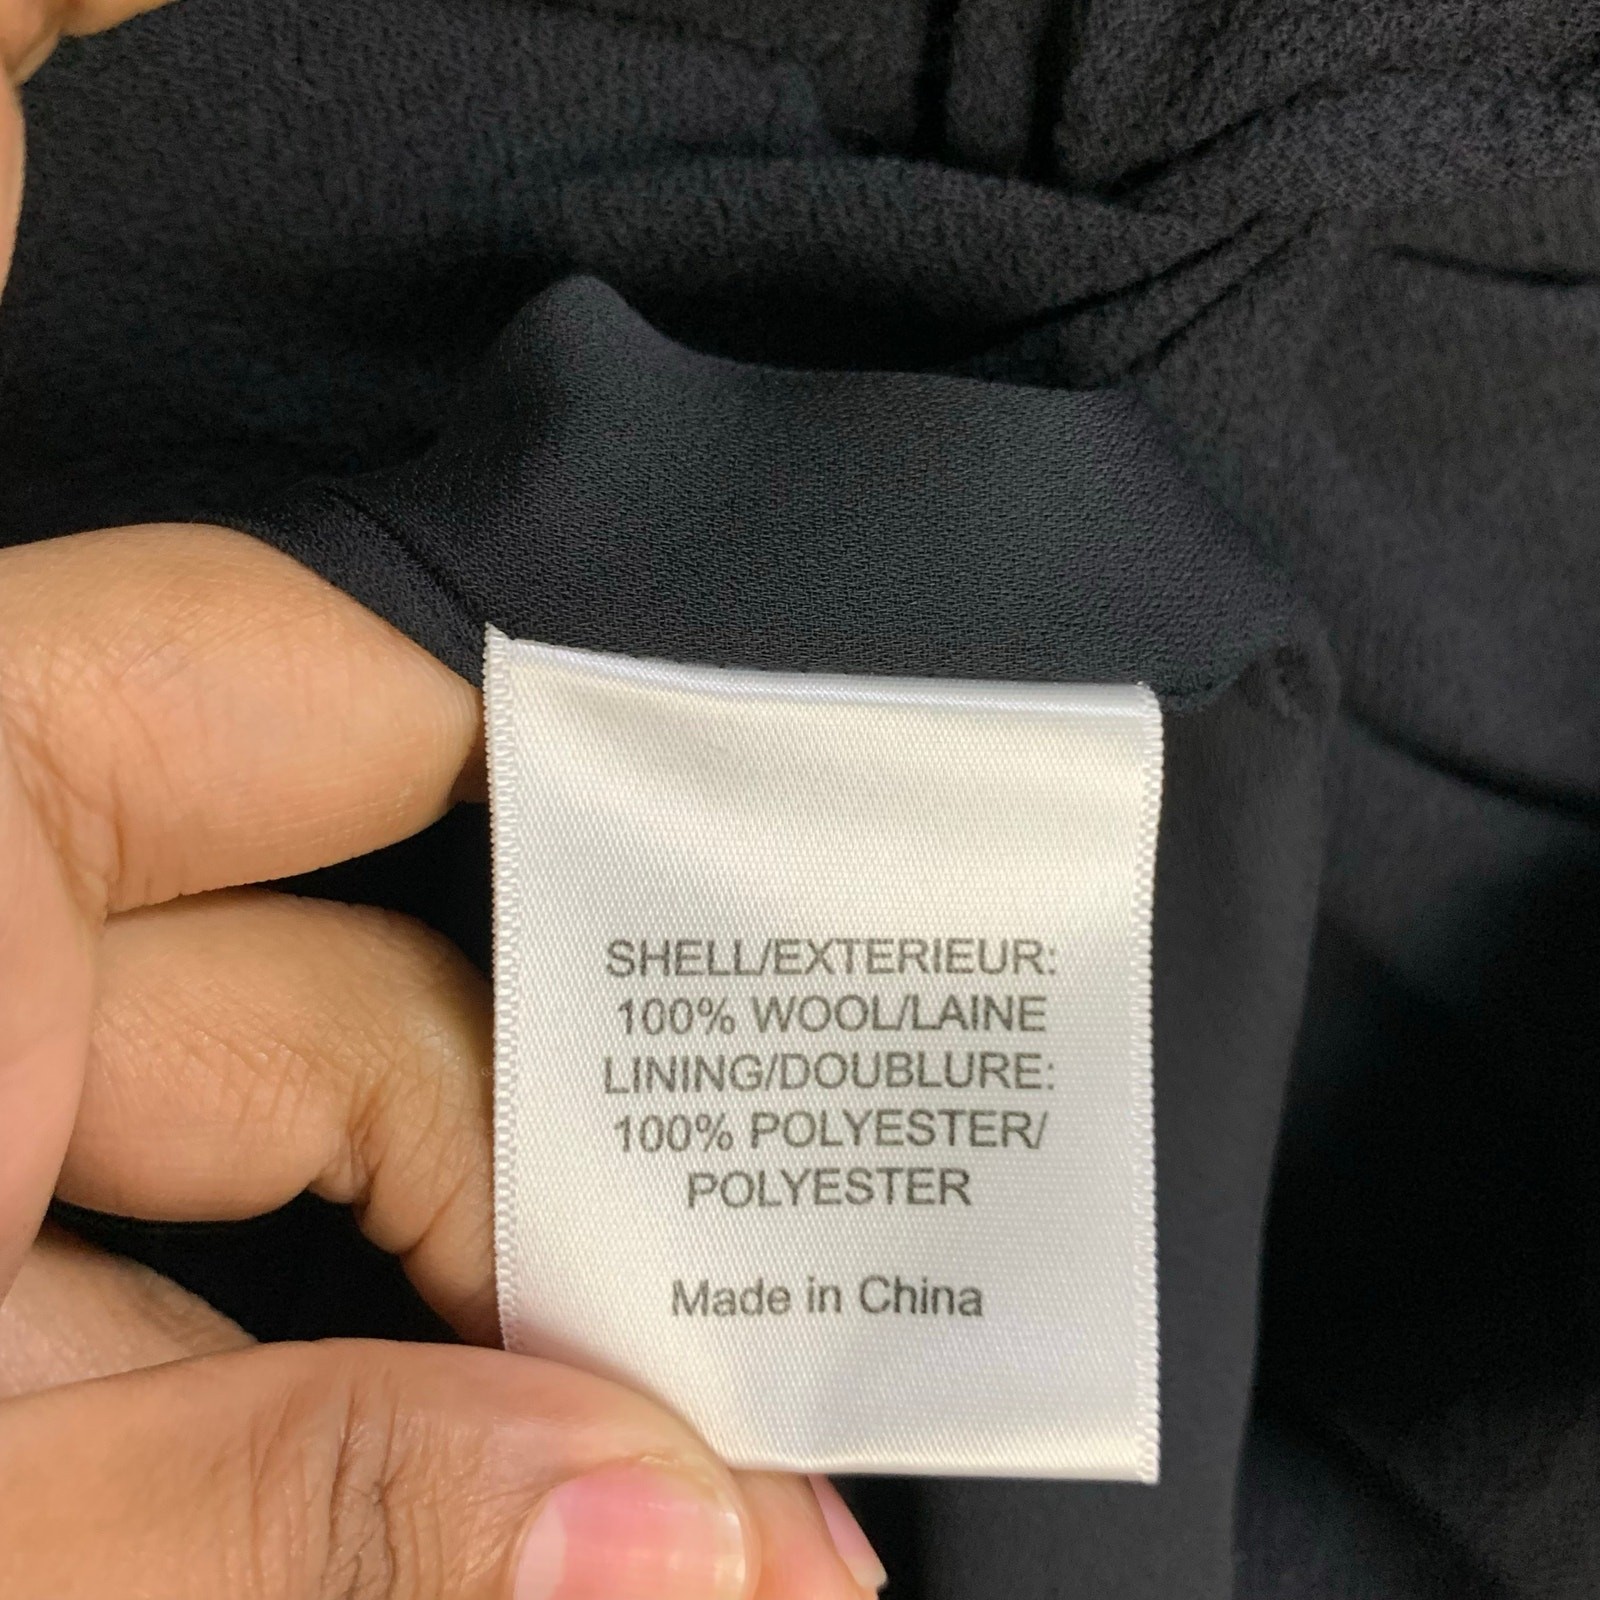 SHELL/EXTERIEUR:
100% WOOL/LAINE
LINING/DOUBLURE:
100% POLYESTER/
POLYESTER
Made in China